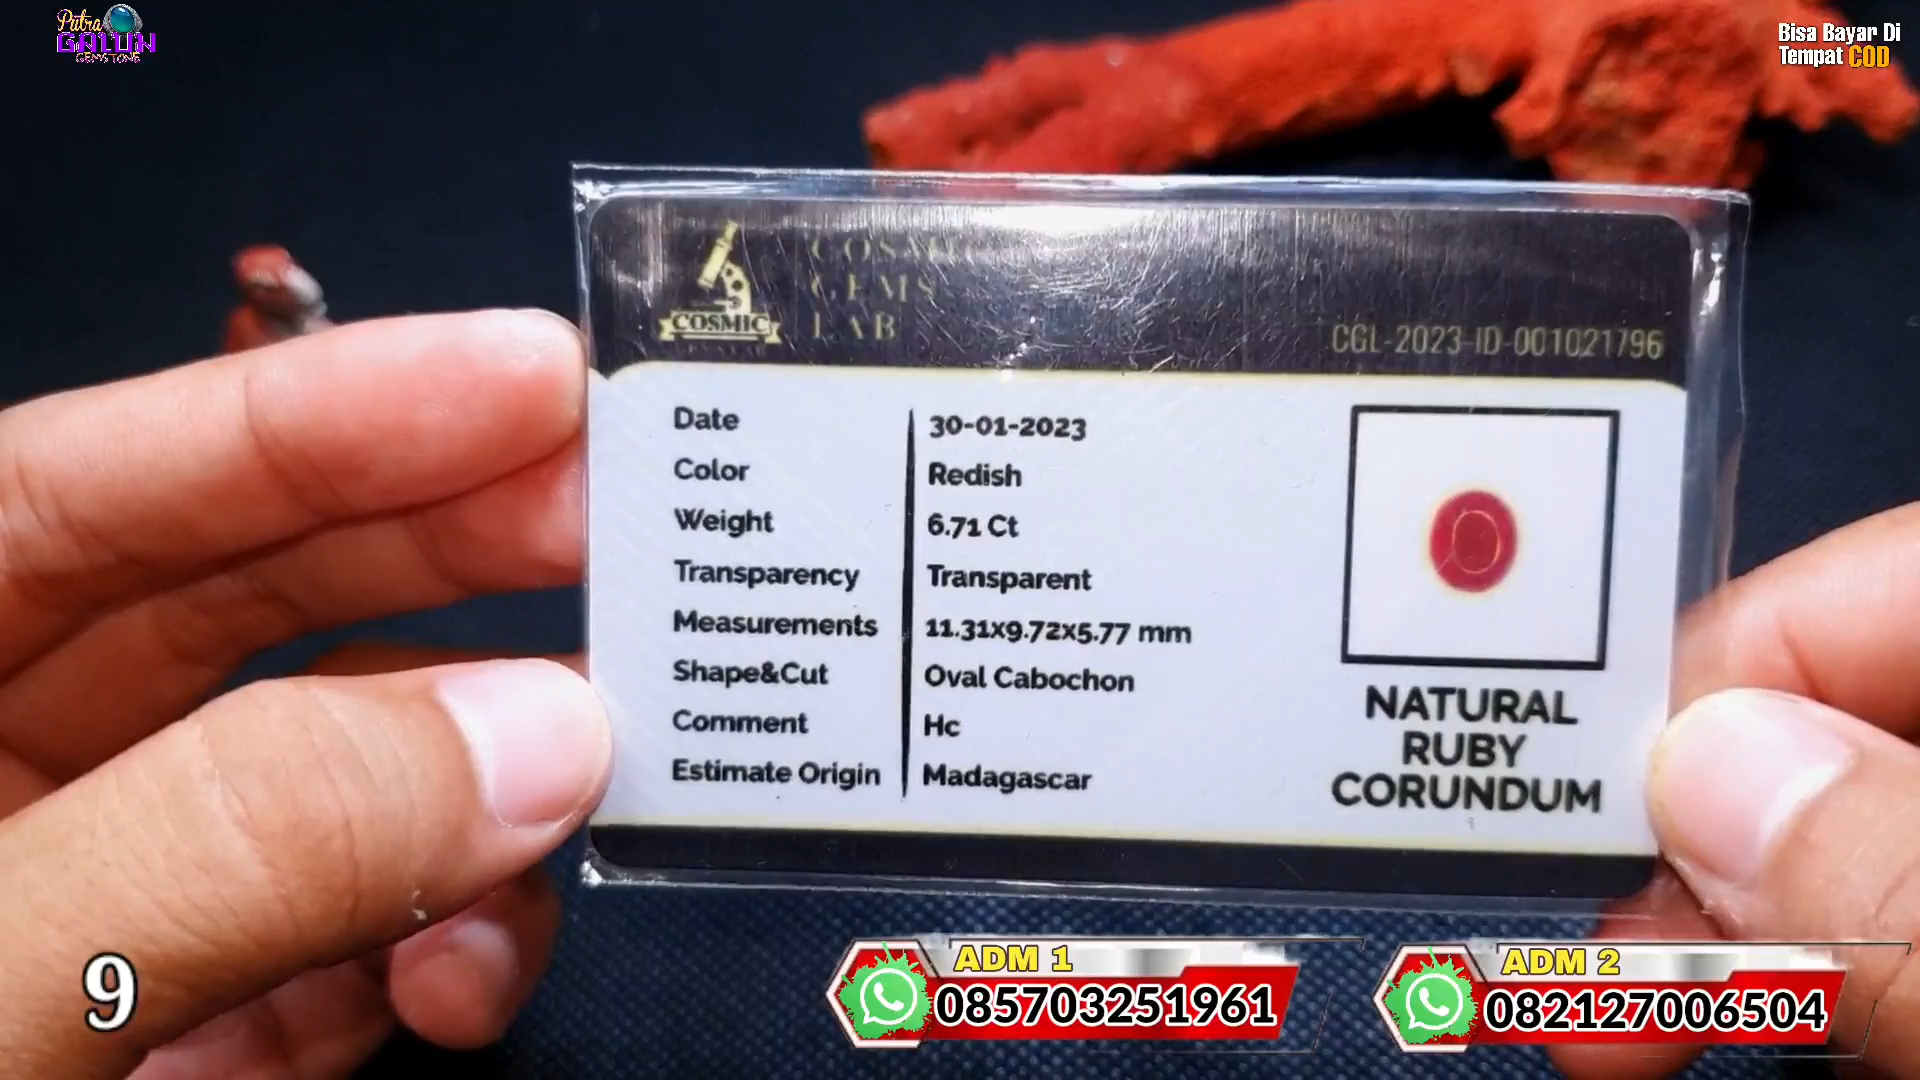 Putra
GALUH
GEMSTONE
Bisa Bayar Di
Tempat COD
COSMIC
GEMS
LAB
COSMIC
CGL-2023-ID-001021796
Date 30-01-2023
Color Redish
Weight 6.71 Ct
Transparency Transparent
Measurements 11.31x9.72x5.77 mm
Shape&Cut Oval Cabochon
Comment Hc
Estimate Origin Madagascar
NATURAL
RUBY
CORUNDUM
9
ADM 1
085703251961
ADM 2
082127006504